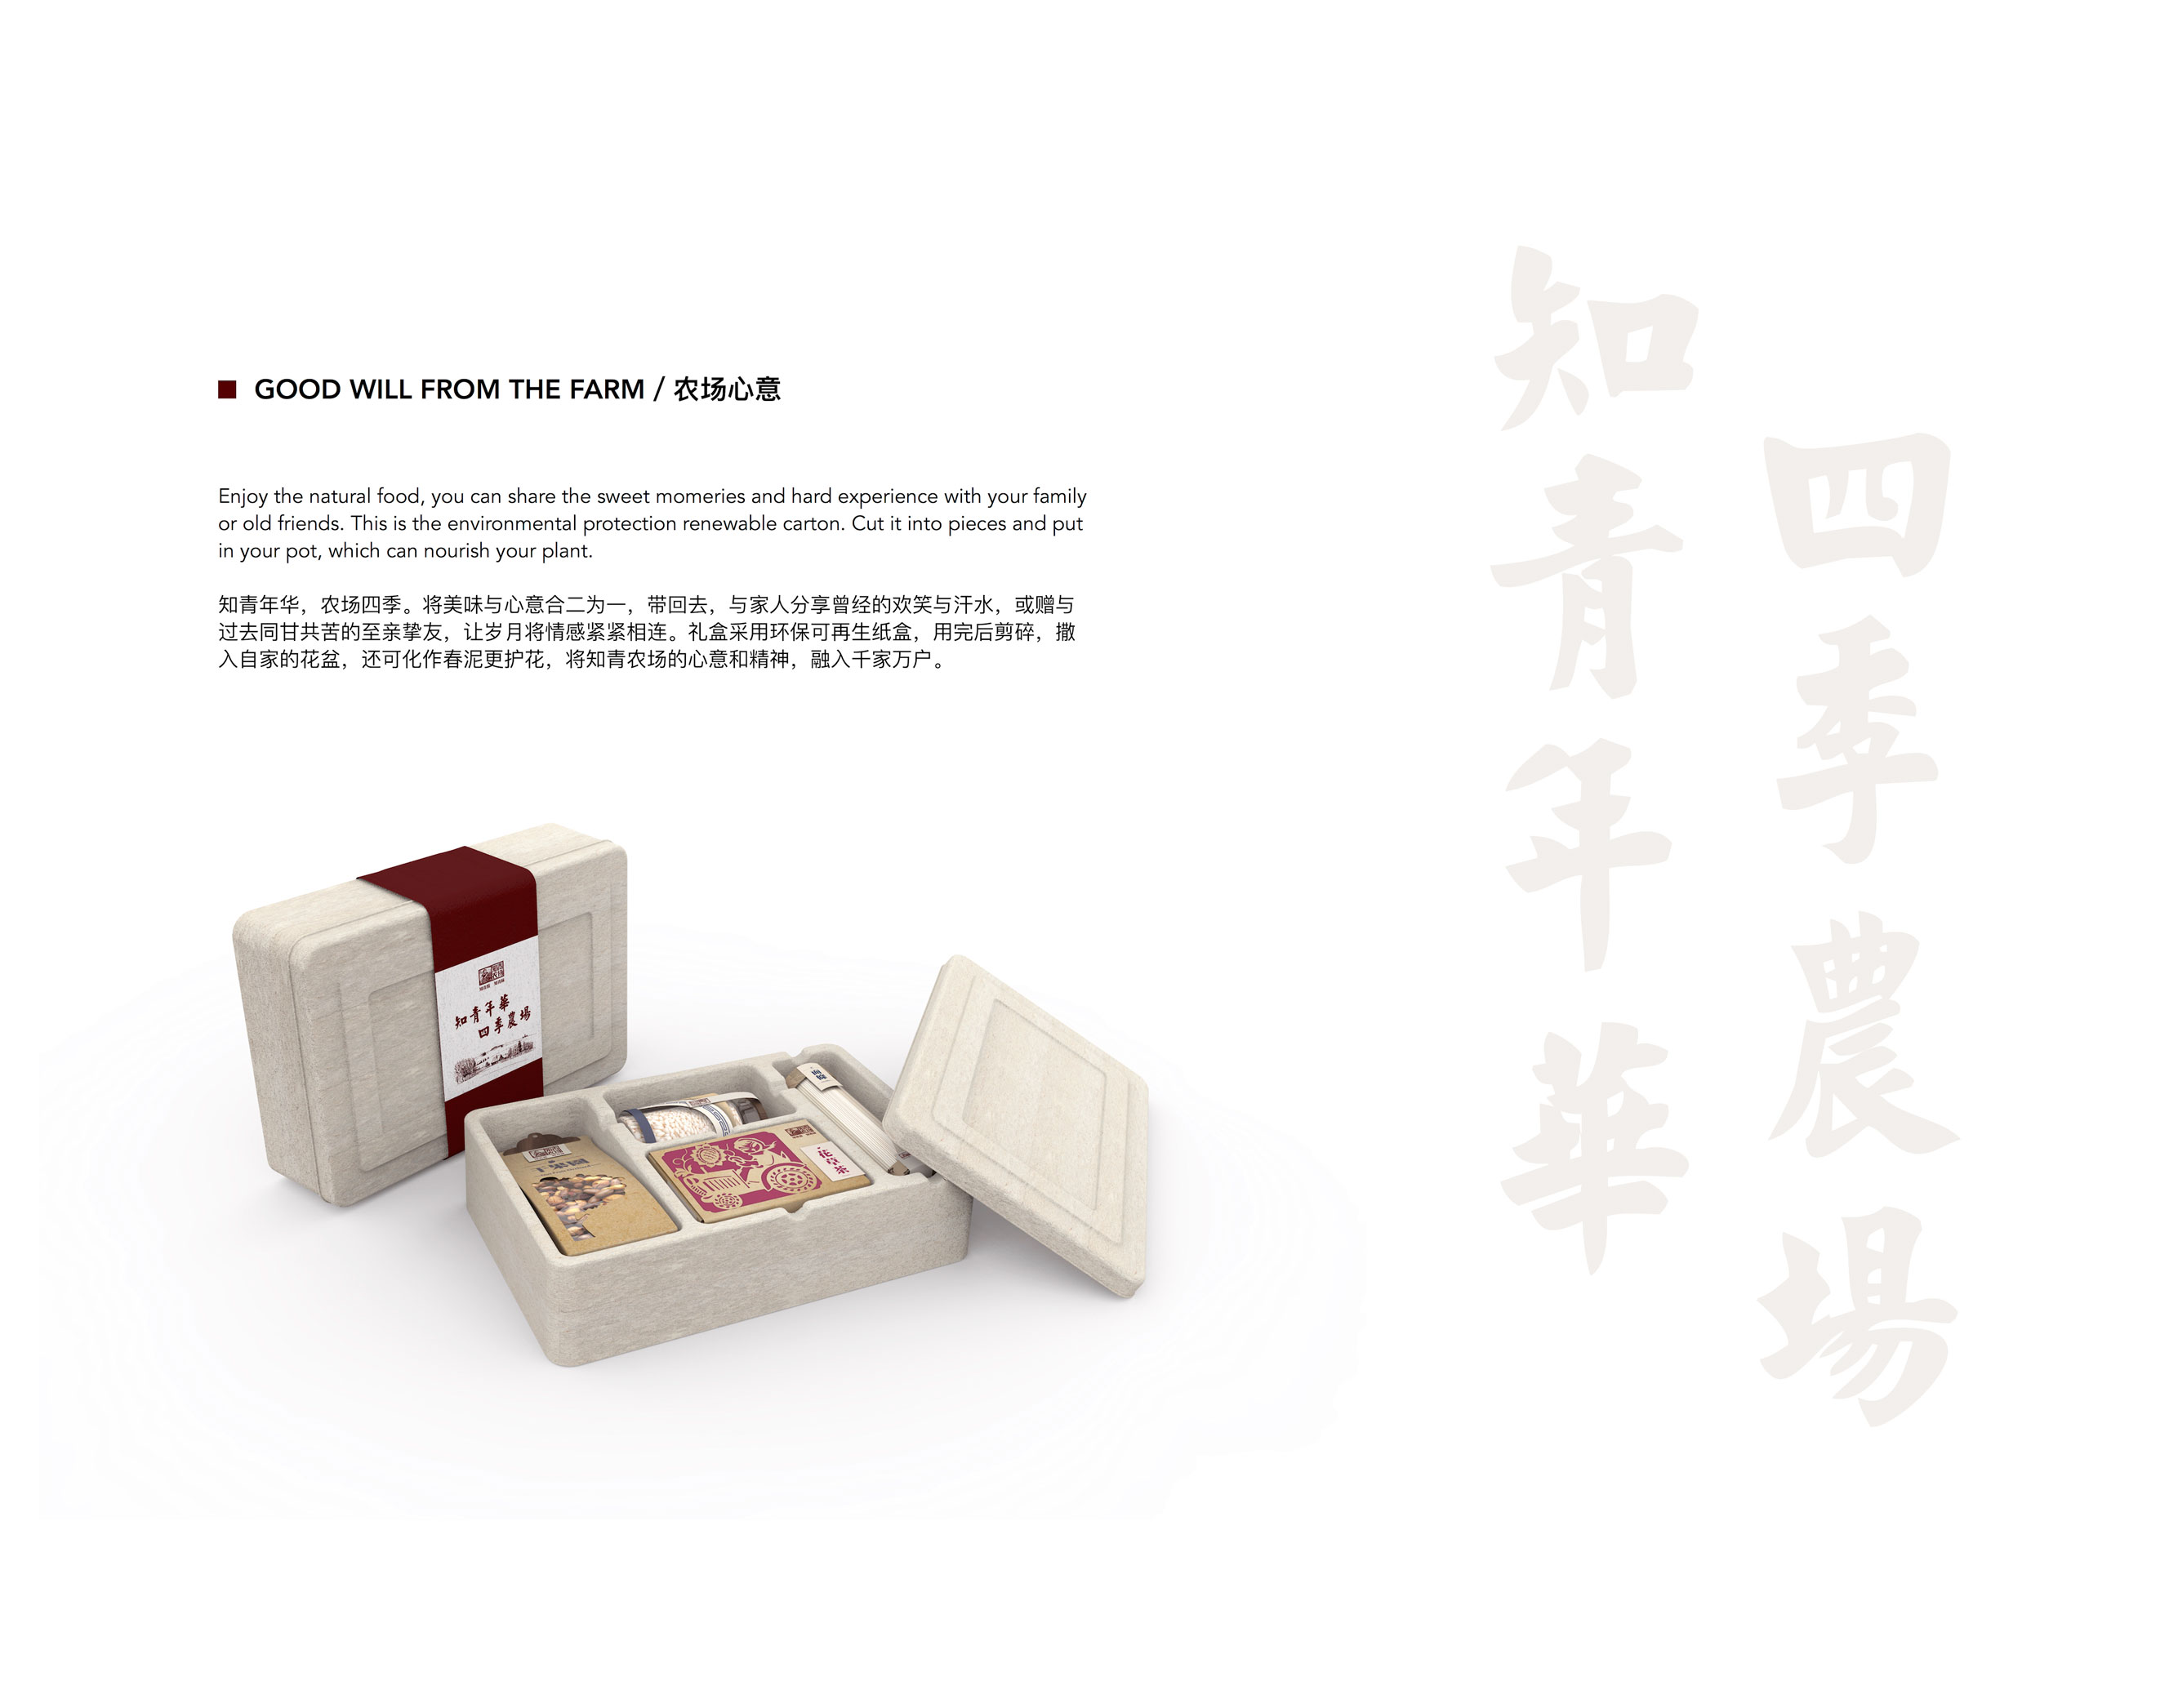 GOOD WILL FROM THE FARM / 农场心意
Enjoy the natural food, you can share the sweet momeries and hard experience with your family
or old friends. This is the environmental protection renewable carton. Cut it into pieces and put
in your pot, which can nourish your plant.
知青年华，农场四季。将美味与心意合二为一，带回去，与家人分享曾经的欢笑与汗水，或赠与
过去同甘共苦的至亲挚友，让岁月将情感紧紧相连。礼盒采用环保可再生纸盒，用完后剪碎，撒
入自家的花盆，还可化作春泥更护花，将知青农场的心意和精神，融入千家万户。
知青年華
四季農場
知青年華
四季農場
花草茶